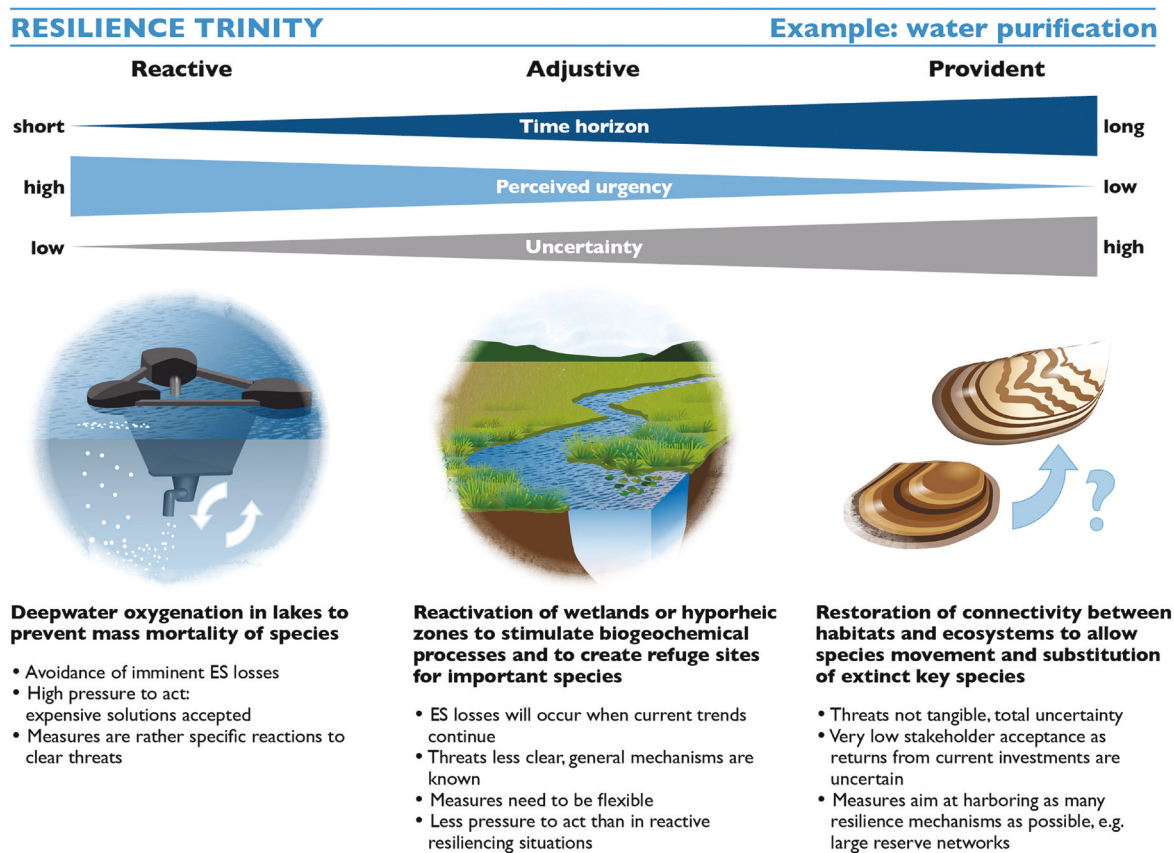 RESILIENCE TRINITY
Example: water purification
Reactive
Adjustive
Provident
short
Time horizon
long
high
Perceived urgency
low
low
Uncertainty
high
?
Deepwater oxygenation in lakes to
prevent mass mortality of species
• Avoidance of imminent ES losses
• High pressure to act:
expensive solutions accepted
• Measures are rather specific reactions to
clear threats
Reactivation of wetlands or hyporheic
zones to stimulate biogeochemical
processes and to create refuge sites
for important species
• ES losses will occur when current trends
continue
• Threats less clear, general mechanisms are
known
• Measures need to be flexible
• Less pressure to act than in reactive
resiliencing situations
Restoration of connectivity between
habitats and ecosystems to allow
species movement and substitution
of extinct key species
• Threats not tangible, total uncertainty
• Very low stakeholder acceptance as
returns from current investments are
uncertain
• Measures aim at harboring as many
resilience mechanisms as possible, e.g.
large reserve networks